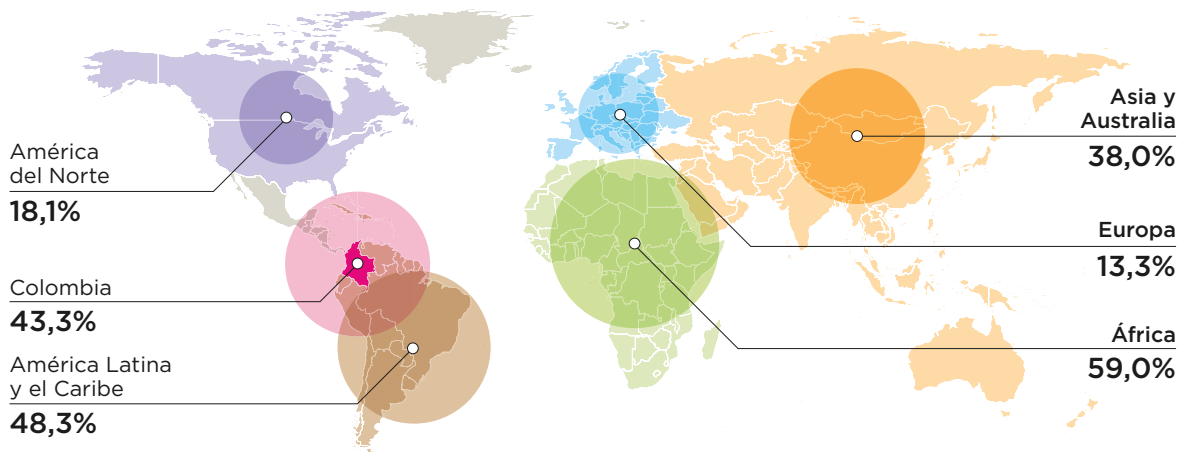 América
del Norte
18,1%
Colombia
43,3%
América Latina
y el Caribe
48,3%
Asia y
Australia
38,0%
Europa
13,3%
África
59,0%